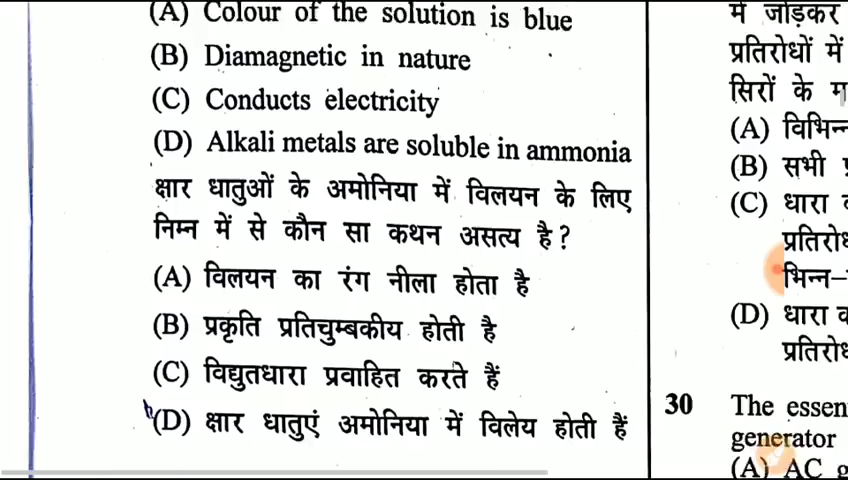 (A) Colour of the solution is blue
(B) Diamagnetic in nature
(C) Conducts electricity
(D) Alkali metals are soluble in ammonia
क्षार धातुओं के अमोनिया में विलयन के लिए
निम्न में से कौन सा कथन असत्य है?
(A) विलयन का रंग नीला होता है
(B) प्रकृति प्रतिचुम्बकीय होती है
(C) विद्युतधारा प्रवाहित करते हैं
(D) क्षार धातुएं अमोनिया में विलेय होती हैं
में जोड़कर
प्रतिरोधों में
सिरों के
(A) विभिन्न
(B) सभी
(C) धारा
प्रतिरोध
भिन्न-
(D) धारा
प्रतिरोध
30 The
generator
(A) AC